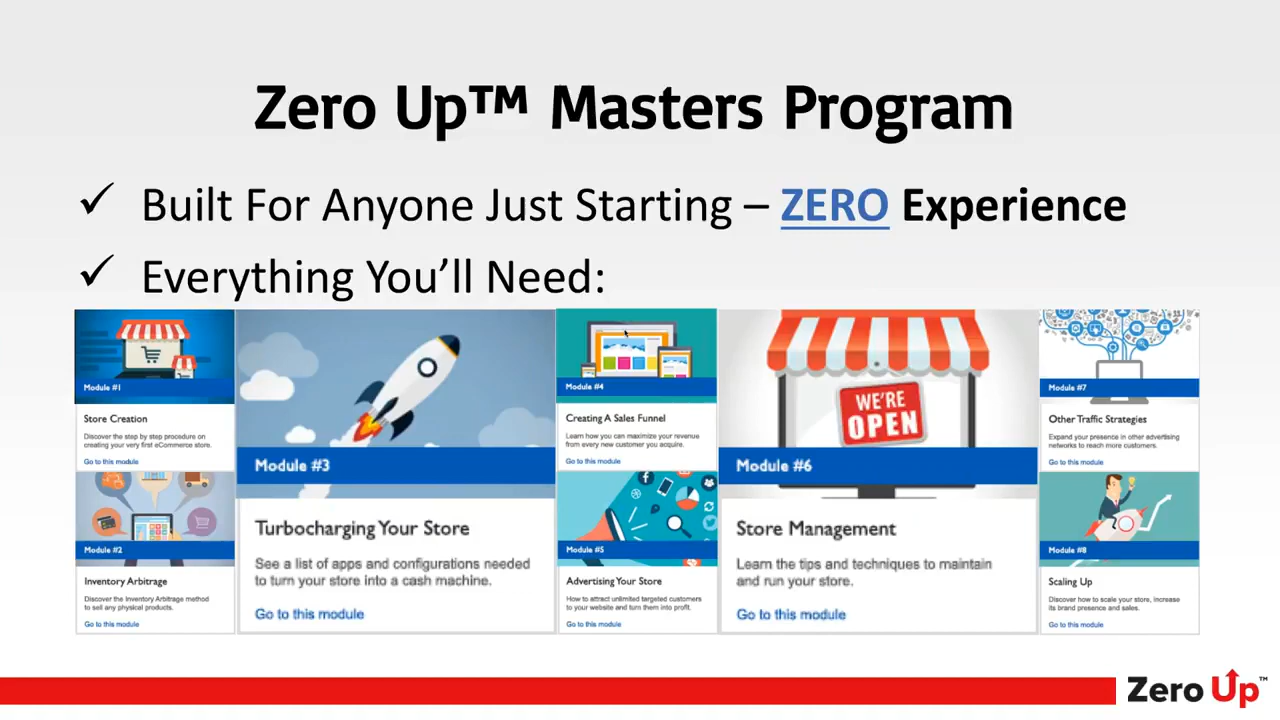 Zero Up™ Masters Program
✓ Built For Anyone Just Starting – ZERO Experience
✓ Everything You’ll Need:
Module #1
Store Creation
Discover the step by step procedure on
creating your very first eCommerce store.
Go to this module
Module #2
Inventory Arbitrage
Discover the Inventory Arbitrage method
to sell any physical products.
Go to this module
Module #3
Turbocharging Your Store
See a list of apps and configurations needed
to turn your store into a cash machine.
Go to this module
Module #4
Creating A Sales Funnel
Learn how you can maximize your revenue
from every new customer you acquire.
Go to this module
Module #5
Advertising Your Store
How to attract unlimited targeted customers
to your website and turn them into profit.
Go to this module
WE'RE
OPEN
Module #6
Store Management
Learn the tips and techniques to maintain
and run your store.
Go to this module
Module #7
Other Traffic Strategies
Expand your presence in other advertising
networks to reach more customers.
Go to this module
Module #8
Scaling Up
Discover how to scale your store, increase
its brand presence and sales.
Go to this module
Zero Up™